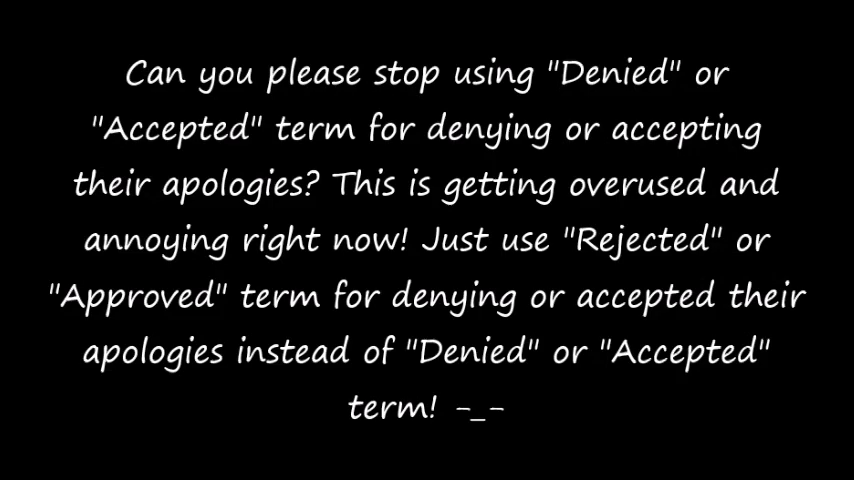 Can you please stop using "Denied" or
"Accepted" term for denying or accepting
their apologies? This is getting overused and
annoying right now! Just use "Rejected" or
"Approved" term for denying or accepted their
apologies instead of "Denied" or "Accepted"
term! -_-